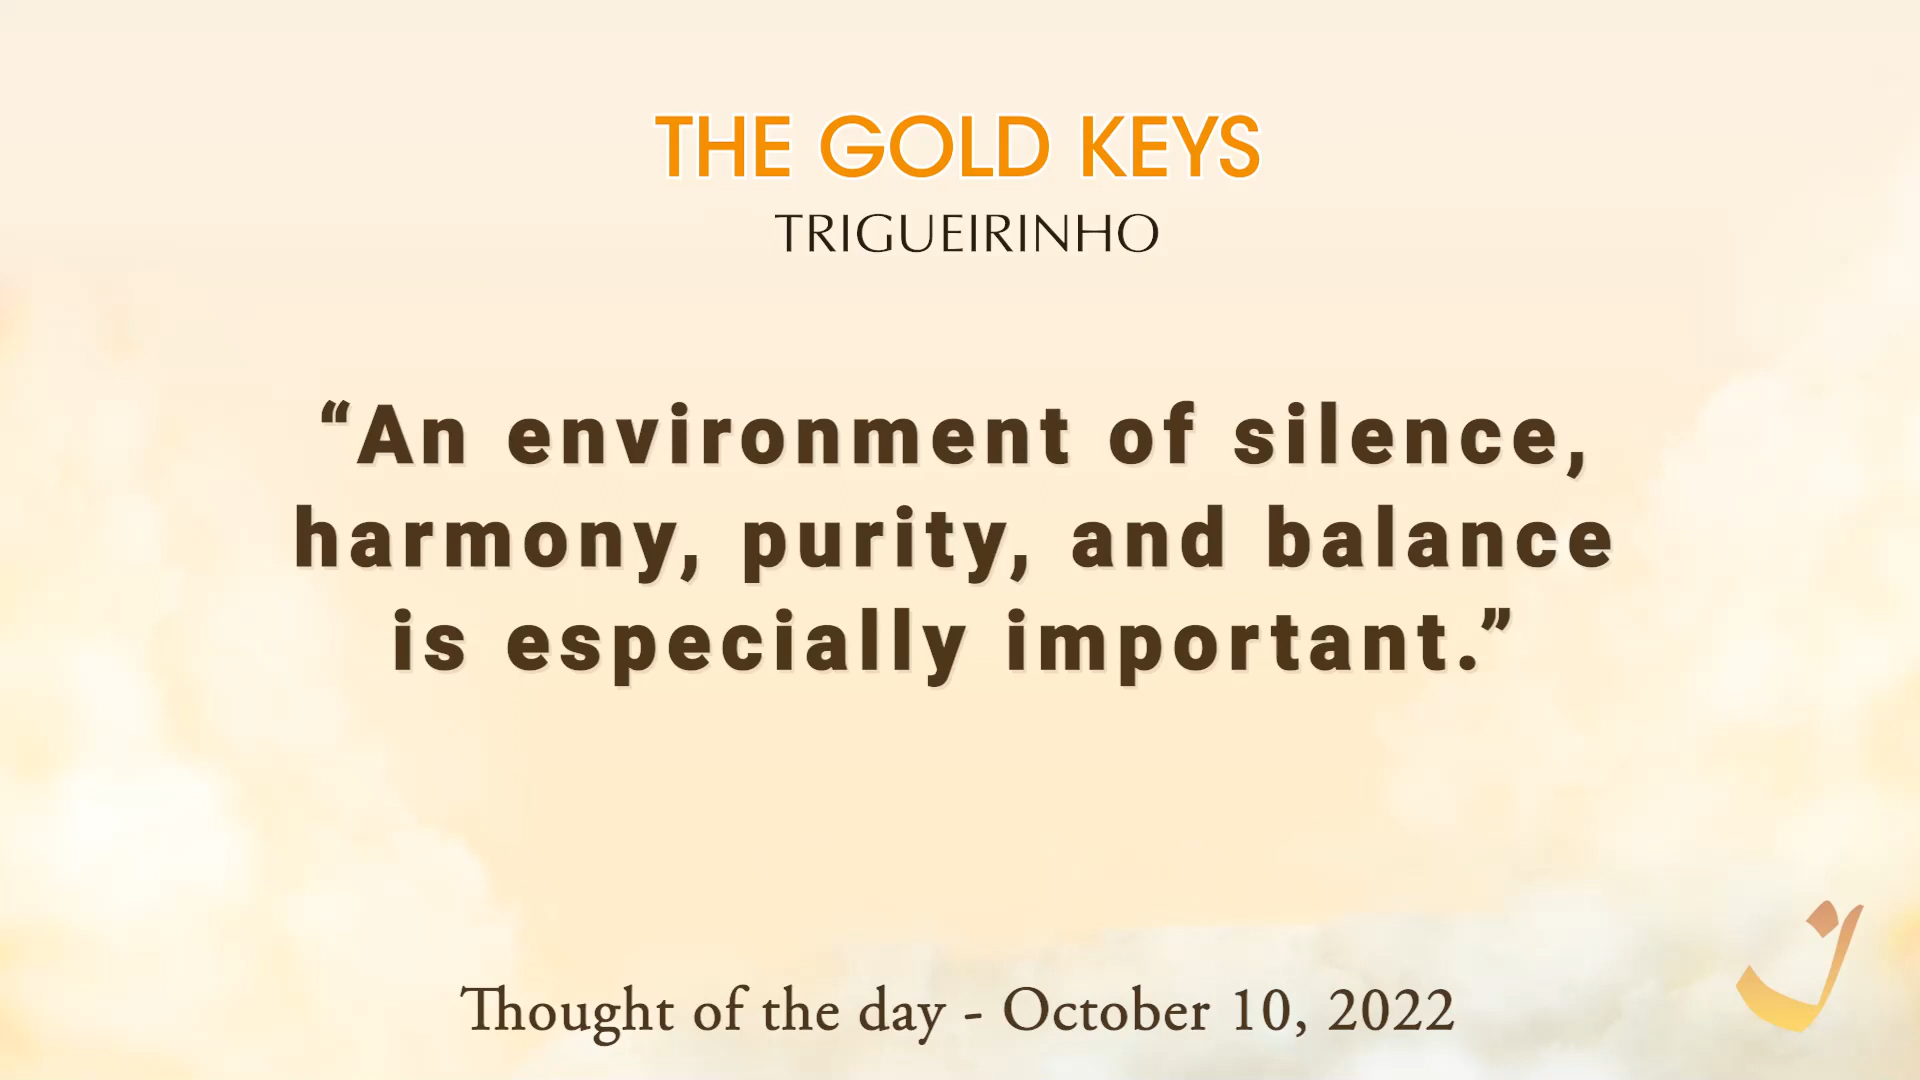 THE GOLD KEYS
TRIGUEIRINHO
“An environment of silence,
harmony, purity, and balance
is especially important.”
Thought of the day - October 10, 2022